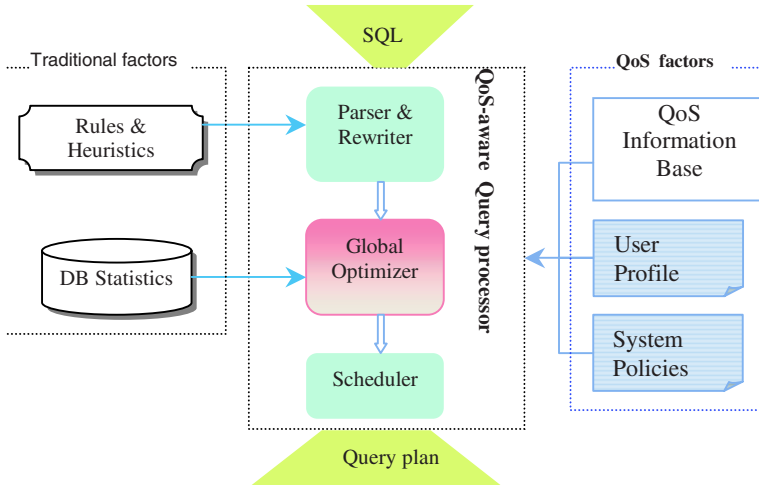 SQL
Traditional factors
Rules &
Heuristics
DB Statistics
Parser &
Rewriter
Global
Optimizer
Scheduler
QoS-aware Query processor
QoS factors
QoS
Information
Base
User
Profile
System
Policies
Query plan